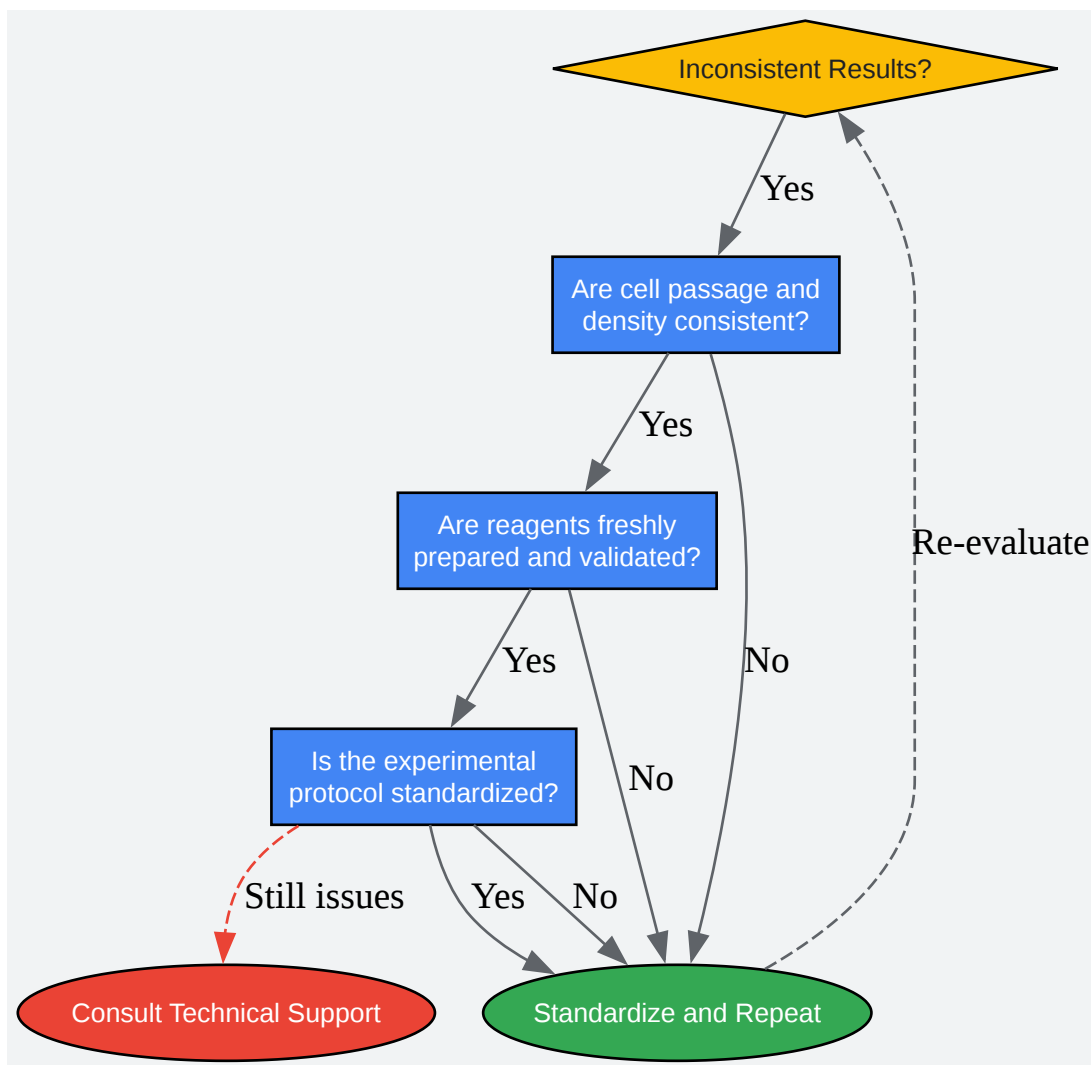 Inconsistent Results?
Yes
Are cell passage and
density consistent?
Yes
Are reagents freshly
prepared and validated?
Re-evaluate
Yes
No
Is the experimental
protocol standardized?
No
Still issues
Yes
No
Consult Technical Support
Standardize and Repeat